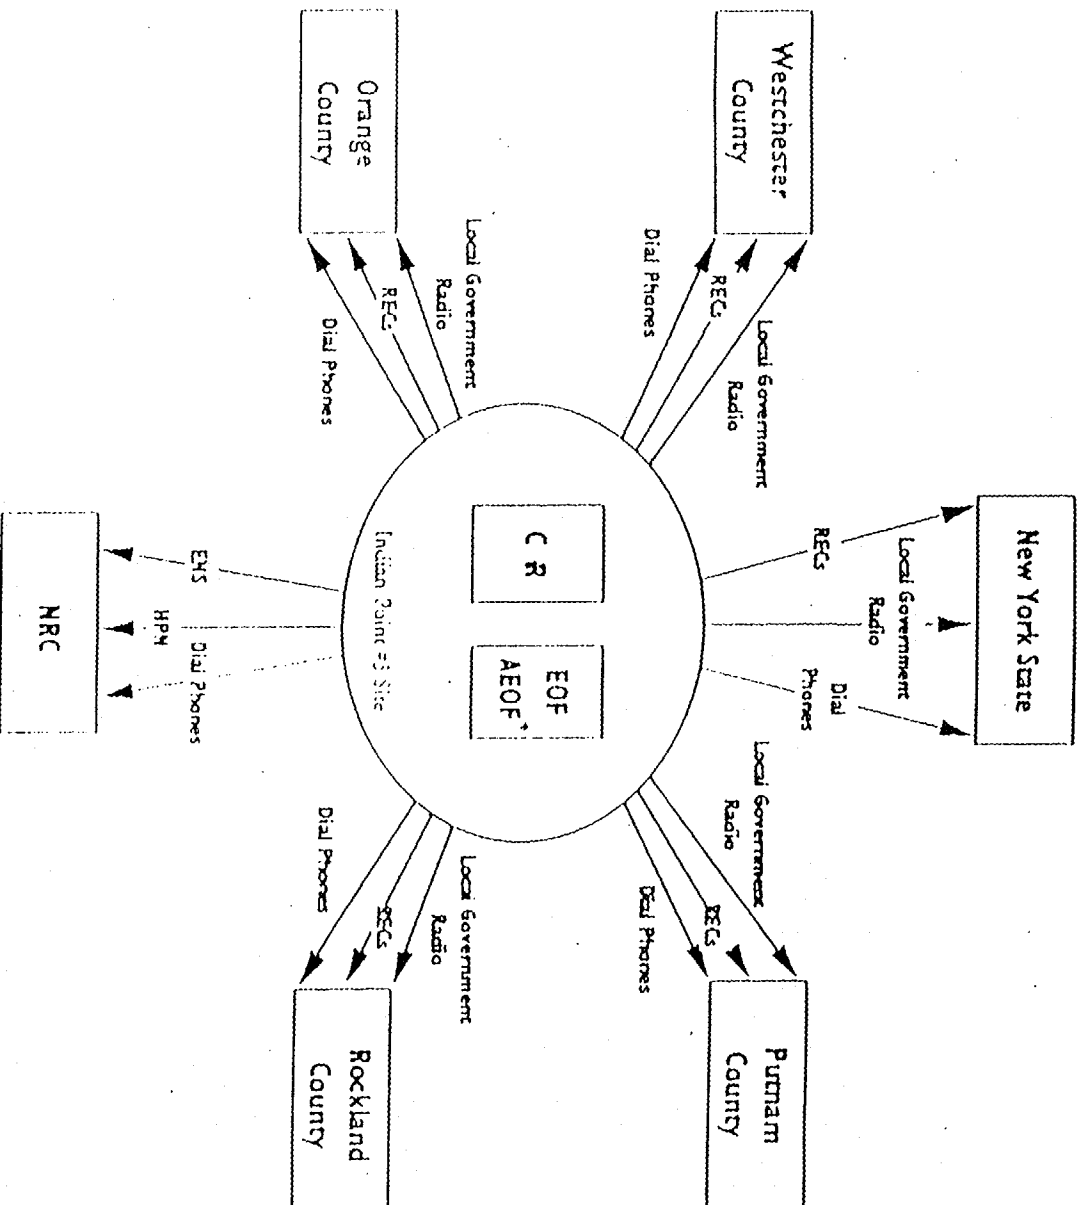 New York State
RECs
Local Government
Radio
Dial
Phones
Westchester
County
Local Government
Radio
RECs
Dial Phones
Putnam
County
Local Government
Radio
RECs
Dial Phones
C R
EOF
AEOF*
Indian Point #3 Site
Orange
County
Local Government
Radio
RECs
Dial Phones
Rockland
County
Local Government
Radio
RECs
Dial Phones
ENS
HPN
Dial Phones
NRC